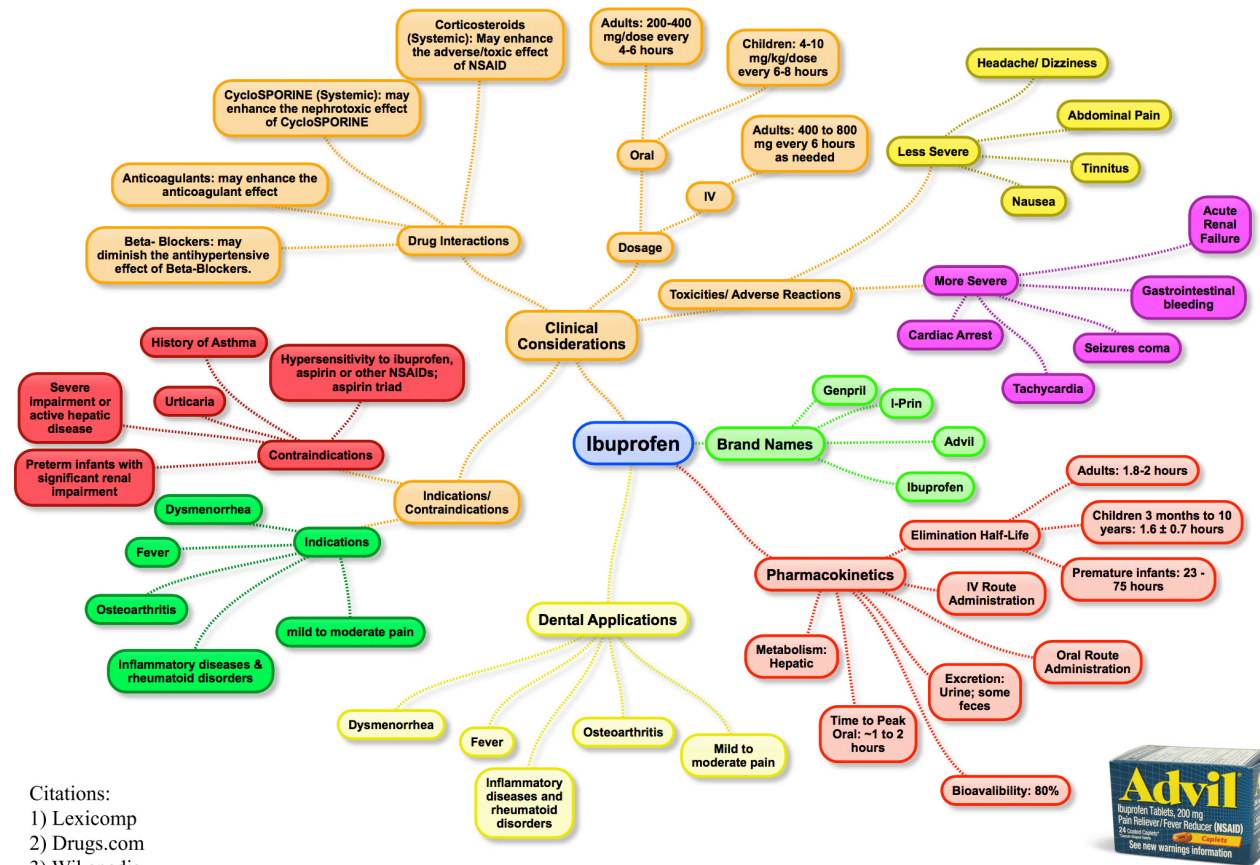 Corticosteroids
(Systemic): May enhance
the adverse/toxic effect
of NSAID
CycloSPORINE (Systemic): may
enhance the nephrotoxic effect
of CycloSPORINE
Anticoagulants: may enhance the
anticoagulant effect
Beta- Blockers: may
diminish the antihypertensive
effect of Beta-Blockers.
Drug Interactions
Adults: 200-400
mg/dose every
4-6 hours
Children: 4-10
mg/kg/dose
every 6-8 hours
Oral
Adults: 400 to 800
mg every 6 hours
as needed
IV
Dosage
Headache/ Dizziness
Abdominal Pain
Less Severe
Tinnitus
Nausea
Toxicities/ Adverse Reactions
Acute
Renal
Failure
More Severe
Gastrointestinal
bleeding
Cardiac Arrest
Seizures coma
Tachycardia
Clinical
Considerations
History of Asthma
Hypersensitivity to ibuprofen,
aspirin or other NSAIDs;
aspirin triad
Severe
impairment or
active hepatic
disease
Urticaria
Contraindications
Preterm infants with
significant renal
impairment
Indications/
Contraindications
Dysmenorrhea
Fever
Indications
Osteoarthritis
mild to moderate pain
Inflammatory diseases &
rheumatoid disorders
Ibuprofen
Brand Names
Genpril
I-Prin
Advil
Ibuprofen
Adults: 1.8-2 hours
Children 3 months to 10
years: 1.6 ± 0.7 hours
Elimination Half-Life
Premature infants: 23 -
75 hours
Pharmacokinetics
IV Route
Administration
Oral Route
Administration
Metabolism:
Hepatic
Excretion:
Urine; some
feces
Time to Peak
Oral: ~1 to 2
hours
Bioavalibility: 80%
Dental Applications
Dysmenorrhea
Fever
Osteoarthritis
Mild to
moderate pain
Inflammatory
diseases and
rheumatoid
disorders
Citations:
1) Lexicomp
2) Drugs.com
Advil
Ibuprofen Tablets, 200 mg
Pain Reliever/Fever Reducer (NSAID)
24 Coated Caplets*
Caplets
See new warnings information